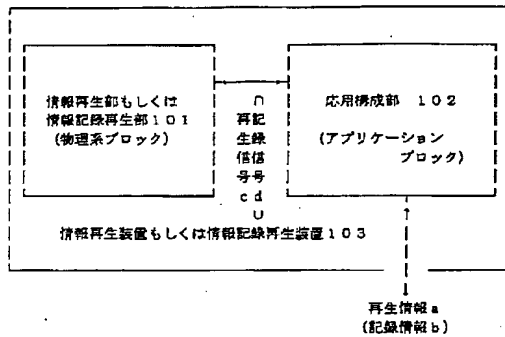 情報再生部もしくは
情報記録再生部101
(物理系ブロック)
再生信号c
記録信号d
応用構成部 102
(アプリケーション
ブロック)
情報再生装置もしくは情報記録再生装置103
再生情報a
(記録情報b)